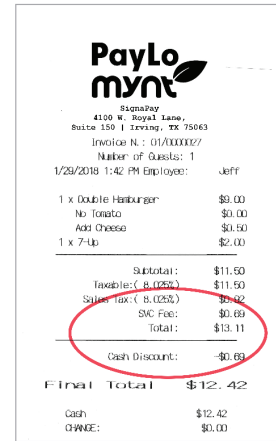 PayLo
mynt
SignaPay
4100 W. Royal Lane,
Suite 150 | Irving, TX 75063
Invoice N.: 01/0000027
Number of Guests: 1
1/29/2018 1:42 PM Employee: Jeff
1 x Double Hamburger $9.00
No Tomato $0.00
Add Cheese $0.50
1 x 7-Up $2.00
Subtotal: $11.50
Taxable:( 8.025%) $11.50
Sales Tax:( 8.025%) $0.92
SVC Fee: $0.69
Total: $13.11
Cash Discount: -$0.69
Final Total $12.42
Cash $12.42
CHANGE: $0.00